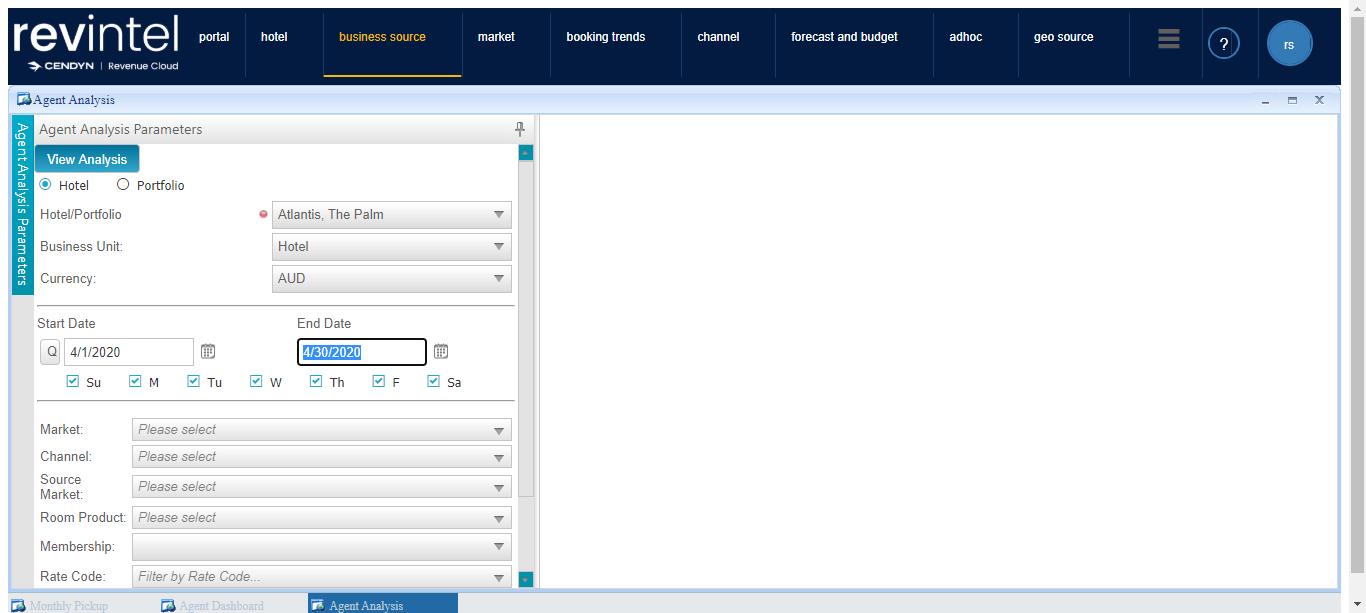 revintel
CENDYN | Revenue Cloud
portal hotel business source market booking trends channel forecast and budget adhoc geo source ? rs
Agent Analysis
Agent Analysis Parameters
Agent Analysis Parameters
View Analysis
Hotel Portfolio
Hotel/Portfolio Atlantis, The Palm
Business Unit: Hotel
Currency: AUD
Start Date End Date
Q 4/1/2020 4/30/2020
Su M Tu W Th F Sa
Market: Please select
Channel: Please select
Source
Market: Please select
Room Product: Please select
Membership:
Rate Code: Filter by Rate Code...
Monthly Pickup Agent Dashboard Agent Analysis